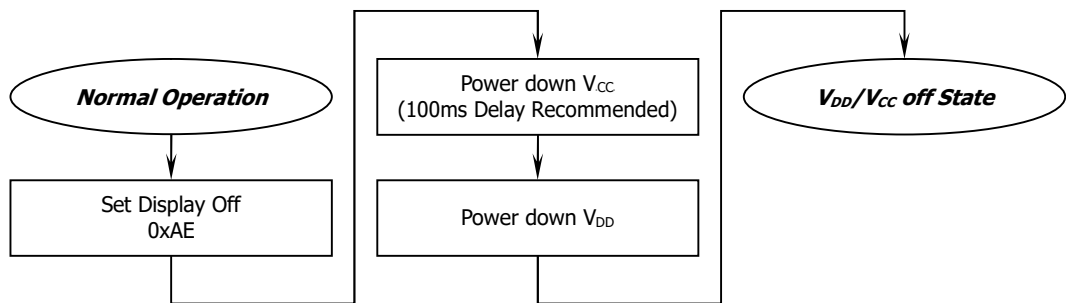 Normal Operation
Set Display Off
0xAE
Power down VCC
(100ms Delay Recommended)
Power down VDD
VDD/VCC off State